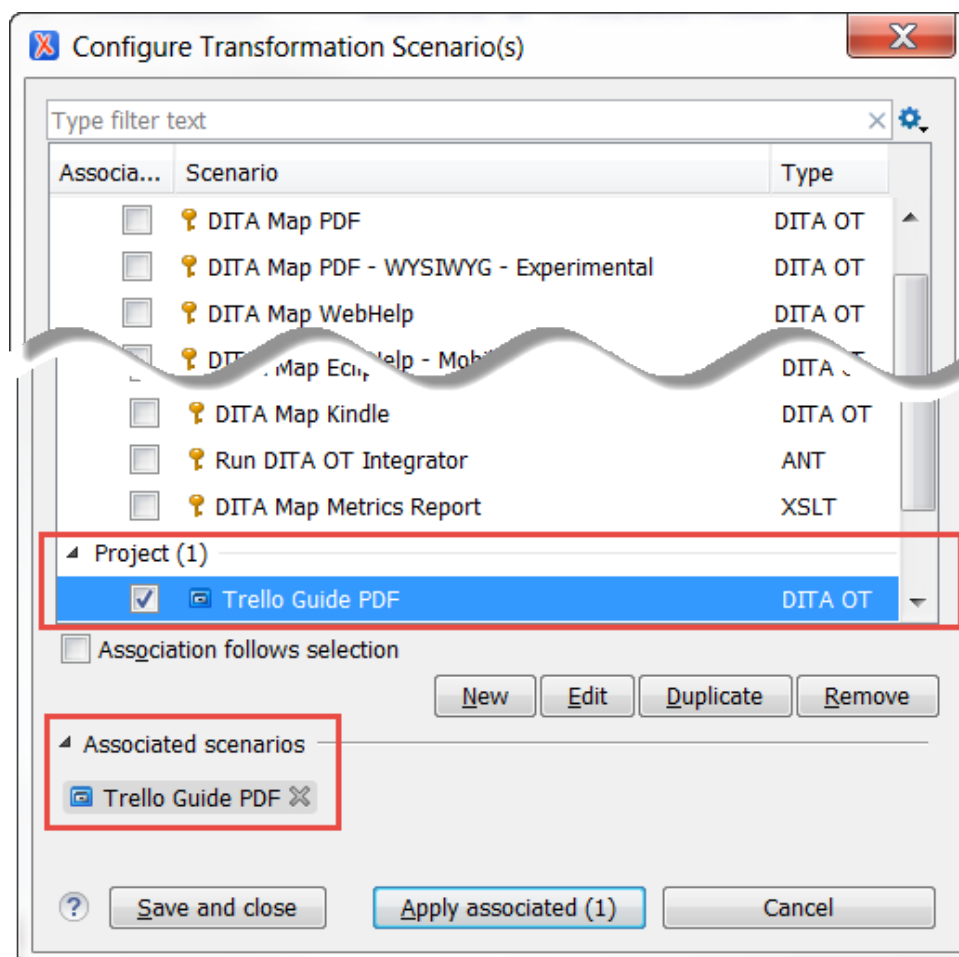 Configure Transformation Scenario(s)
Type filter text
Associa... Scenario Type
DITA Map PDF DITA OT
DITA Map PDF - WYSIWYG - Experimental DITA OT
DITA Map WebHelp DITA OT
Map
DITA
DITA Map Kindle DITA OT
Run DITA OT Integrator ANT
DITA Map Metrics Report XSLT
Project (1)
Trello Guide PDF DITA OT
Association follows selection
New Edit Duplicate Remove
Associated scenarios
Trello Guide PDF
? Save and close Apply associated (1) Cancel